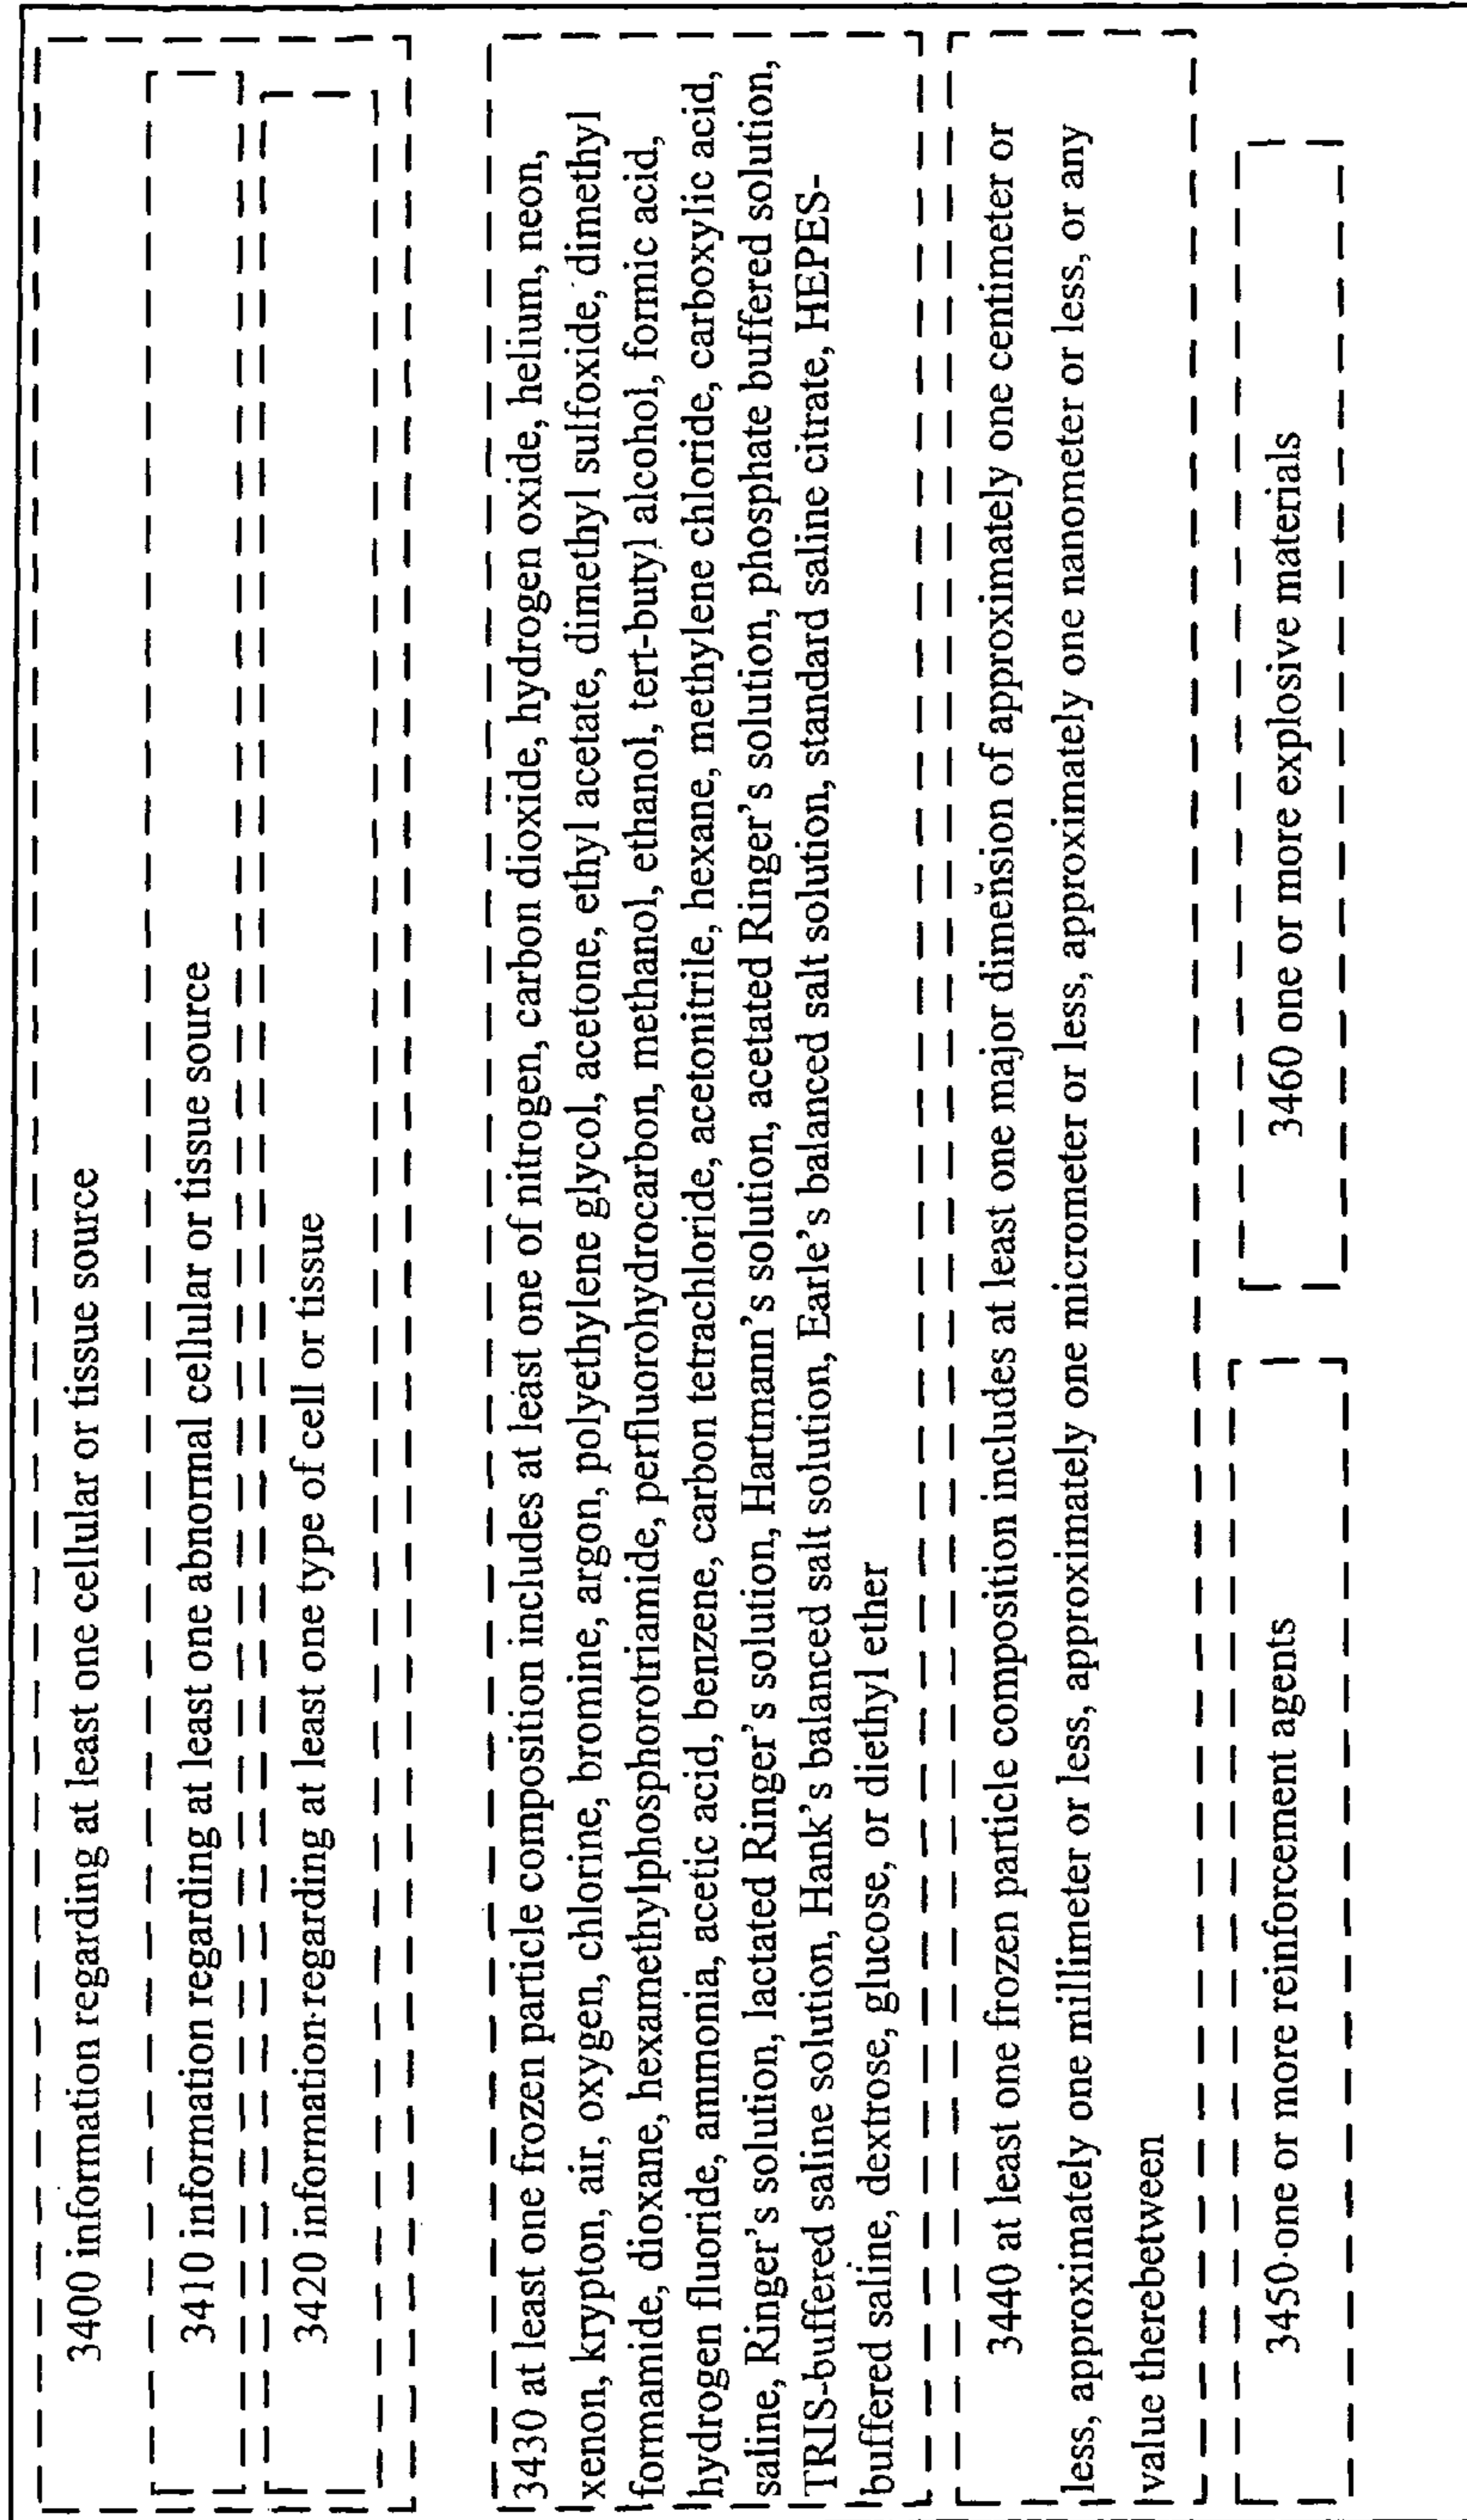 3400 information regarding at least one cellular or tissue source
3410 information regarding at least one abnormal cellular or tissue source
3420 information regarding at least one type of cell or tissue
3430 at least one frozen particle composition includes at least one of nitrogen, carbon dioxide, hydrogen oxide, helium, neon,
xenon, krypton, air, oxygen, chlorine, bromine, argon, polyethylene glycol, acetone, ethyl acetate, dimethyl sulfoxide, dimethyl
formamide, dioxane, hexamethylphosphorotriamide, perfluorohydrocarbon, methanol, ethanol, tert-butyl alcohol, formic acid,
hydrogen fluoride, ammonia, acetic acid, benzene, carbon tetrachloride, acetonitrile, hexane, methylene chloride, carboxylic acid,
saline, Ringer's solution, lactated Ringer's solution, Hartmann's solution, acetated Ringer's solution, phosphate buffered solution,
TRIS-buffered saline solution, Hank's balanced salt solution, Earle's balanced salt solution, standard saline citrate, HEPES-
buffered saline, dextrose, glucose, or diethyl ether
3440 at least one frozen particle composition includes at least one major dimension of approximately one centimeter or
less, approximately one millimeter or less, approximately one micrometer or less, approximately one nanometer or less, or any
value therebetween
3450 one or more reinforcement agents
3460 one or more explosive materials